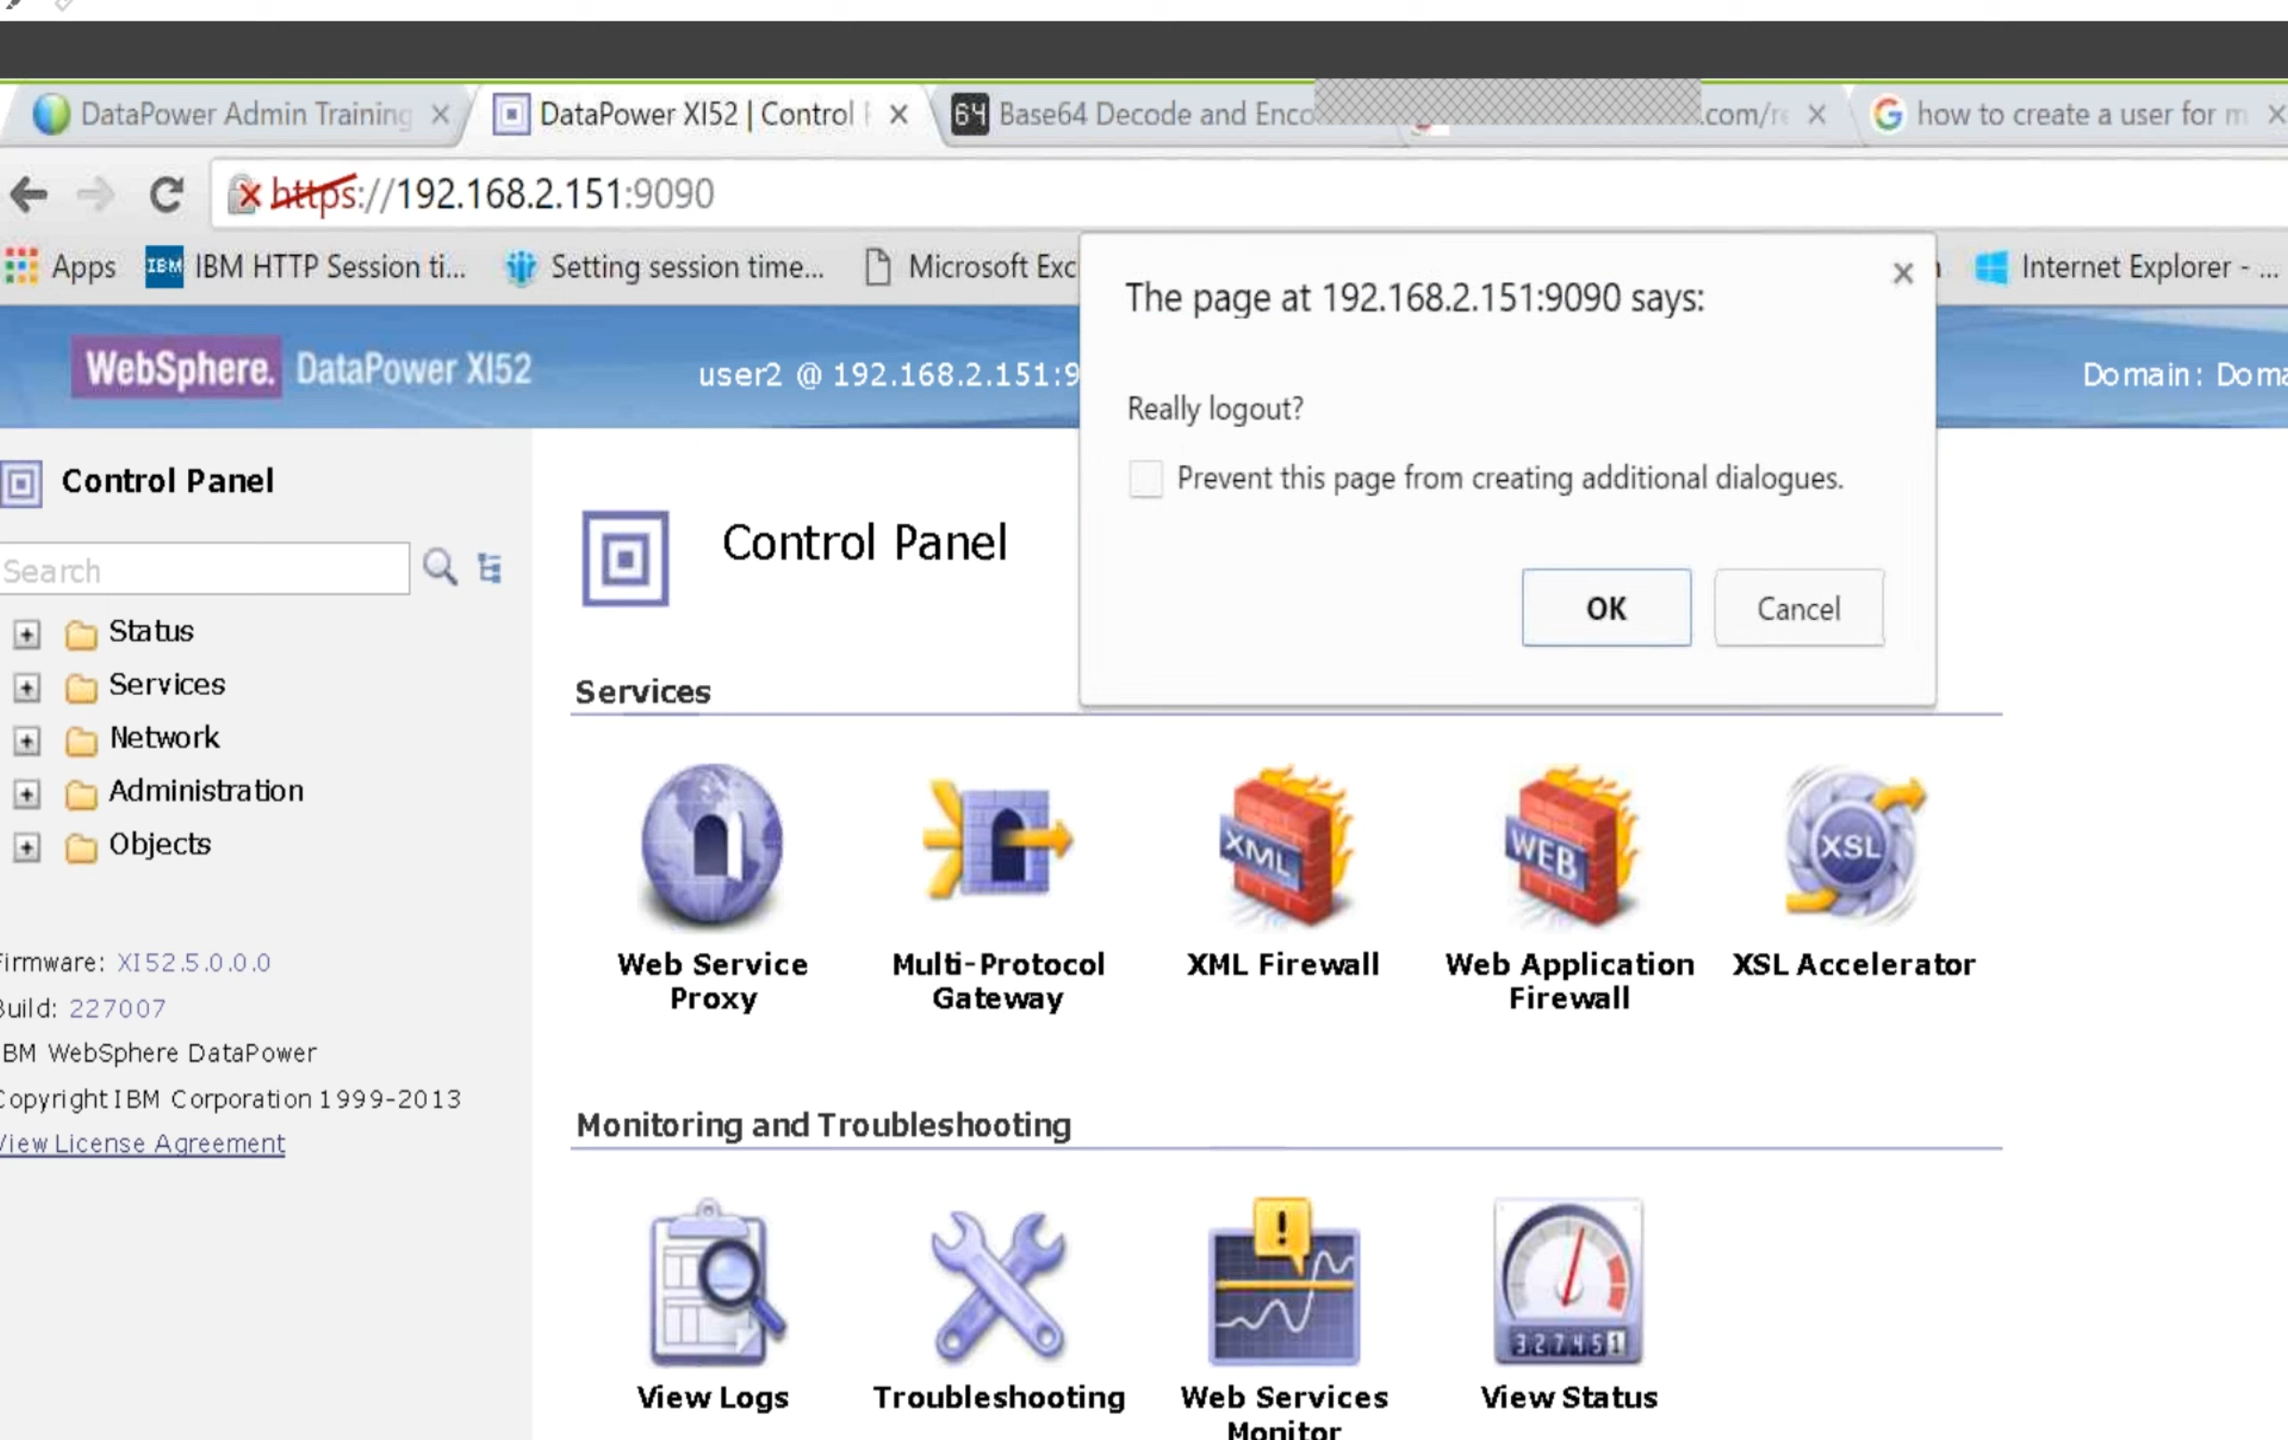 DataPower Admin Training
DataPower XI52 | Control
64 Base64 Decode and Enco
.com/re
how to create a user for m
https://192.168.2.151:9090
Apps
IBM IBM HTTP Session ti...
Setting session time...
Microsoft Exc
Internet Explorer - ...
The page at 192.168.2.151:9090 says:
Really logout?
Prevent this page from creating additional dialogues.
OK
Cancel
WebSphere. DataPower XI52
user2 @ 192.168.2.151:9
Domain: Doma
Control Panel
Search
Status
Services
Network
Administration
Objects
Firmware: XI52.5.0.0.0
Build: 227007
IBM WebSphere DataPower
Copyright IBM Corporation 1999-2013
View License Agreement
Control Panel
Services
XML
WEB
XSL
Web Service
Proxy
Multi-Protocol
Gateway
XML Firewall
Web Application
Firewall
XSL Accelerator
Monitoring and Troubleshooting
!
327451
View Logs
Troubleshooting
Web Services
Monitor
View Status